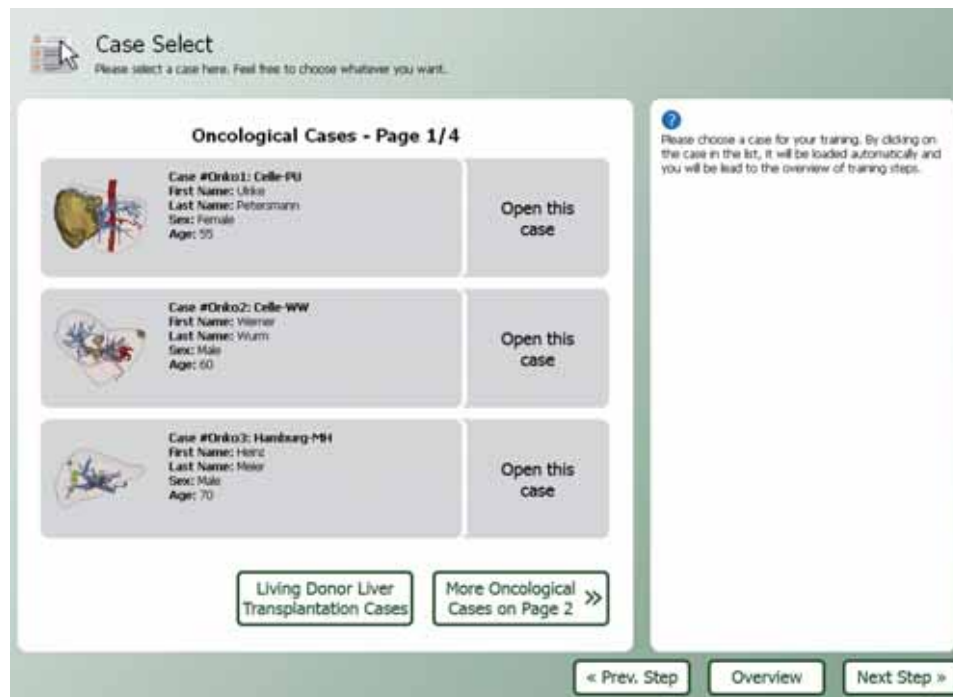 Case Select
Please select a case here. Feel free to choose whatever you want.
Oncological Cases - Page 1/4
Case #Onko1: Celle-PU
First Name: Ulrike
Last Name: Petersmann
Sex: Female
Age: 55
Open this
case
Case #Onko2: Celle-WW
First Name: Werner
Last Name: Wurm
Sex: Male
Age: 60
Open this
case
Case #Onko3: Hamburg-MH
First Name: Heinz
Last Name: Meier
Sex: Male
Age: 70
Open this
case
Living Donor Liver
Transplantation Cases
More Oncological
Cases on Page 2 »
?
Please choose a case for your training. By clicking on
the case in the list, it will be loaded automatically and
you will be lead to the overview of training steps.
« Prev. Step
Overview
Next Step »